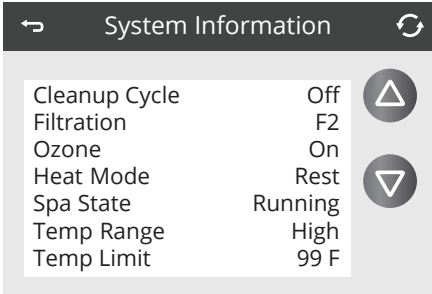 System Information
Cleanup Cycle Off
Filtration F2
Ozone On
Heat Mode Rest
Spa State Running
Temp Range High
Temp Limit 99 F